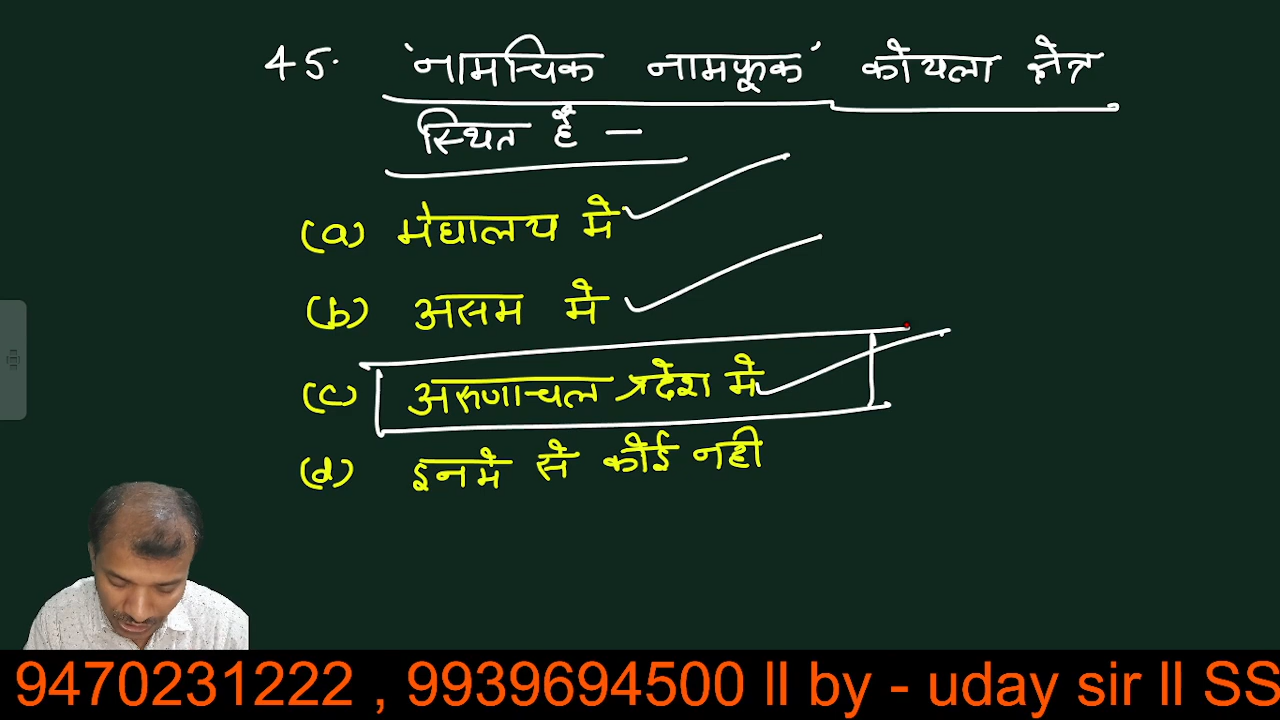 45. 'नामचिक नामफूक' कोयला क्षेत्र
स्थित है -
(a) मेघालय में
(b) असम में
(c) अरुणाचल प्रदेश में
(d) इनमे से कोई नही
9470231222 , 9939694500 ll by - uday sir ll SS